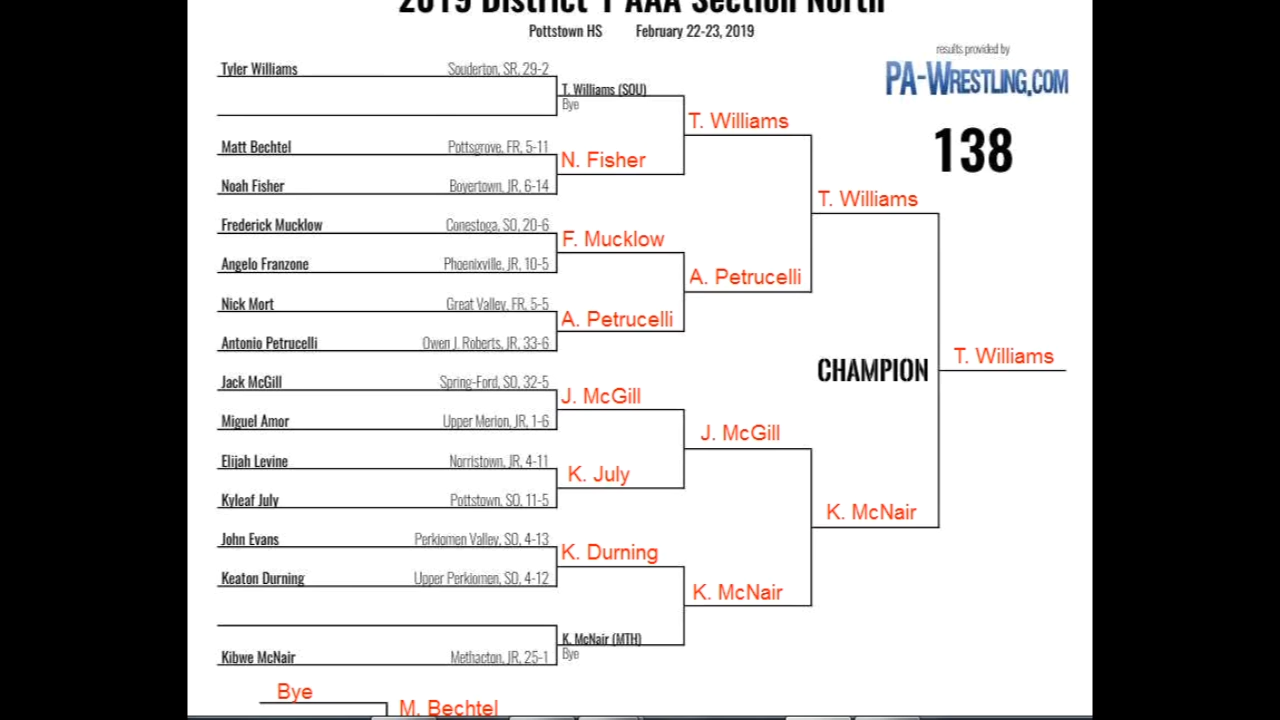 2019 District 1 AAA Section North
Pottstown HS February 22-23, 2019
results provided by
PA-WRESTLING.COM
138
Tyler Williams Souderton, SR, 29-2
T. Williams (SOU)
Bye
T. Williams
Matt Bechtel Pottsgrove, FR, 5-11
N. Fisher
Noah Fisher Boyertown, JR, 6-14
T. Williams
Frederick Mucklow Conestoga, SO, 20-6
F. Mucklow
Angelo Franzone Phoenixville, JR, 10-5
A. Petrucelli
Nick Mort Great Valley, FR, 5-5
A. Petrucelli
Antonio Petrucelli Owen J. Roberts, JR, 33-6
CHAMPION T. Williams
Jack McGill Spring-Ford, SO, 32-5
J. McGill
Miguel Amor Upper Merion, JR, 1-6
J. McGill
Elijah Levine Norristown, JR, 4-11
K. July
Kyleaf July Pottstown, SO, 11-5
K. McNair
John Evans Perkiomen Valley, SO, 4-13
K. Durning
Keaton Durning Upper Perkiomen, SO, 4-12
K. McNair
K. McNair (MTH)
Bye
Kibwe McNair Methacton, JR, 25-1
Bye
M. Bechtel